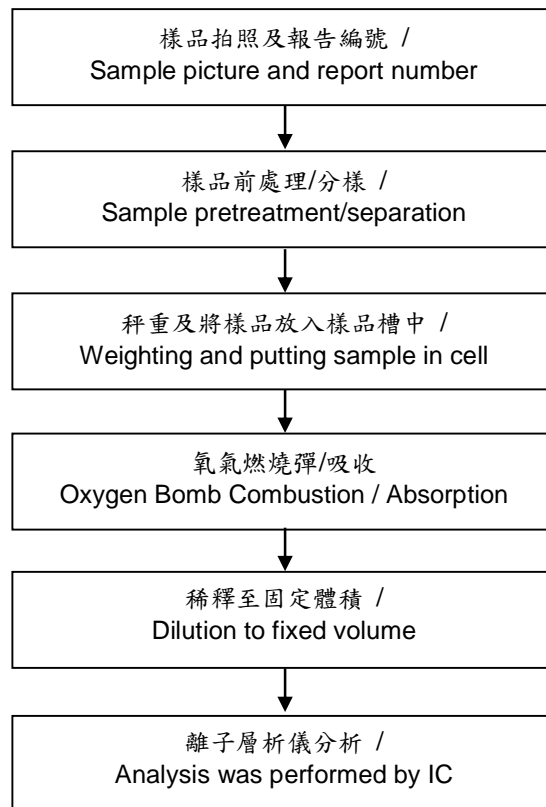 樣品拍照及報告編號 /
Sample picture and report number
樣品前處理/分樣 /
Sample pretreatment/separation
秤重及將樣品放入樣品槽中 /
Weighting and putting sample in cell
氧氣燃燒彈/吸收
Oxygen Bomb Combustion / Absorption
稀釋至固定體積 /
Dilution to fixed volume
離子層析儀分析 /
Analysis was performed by IC